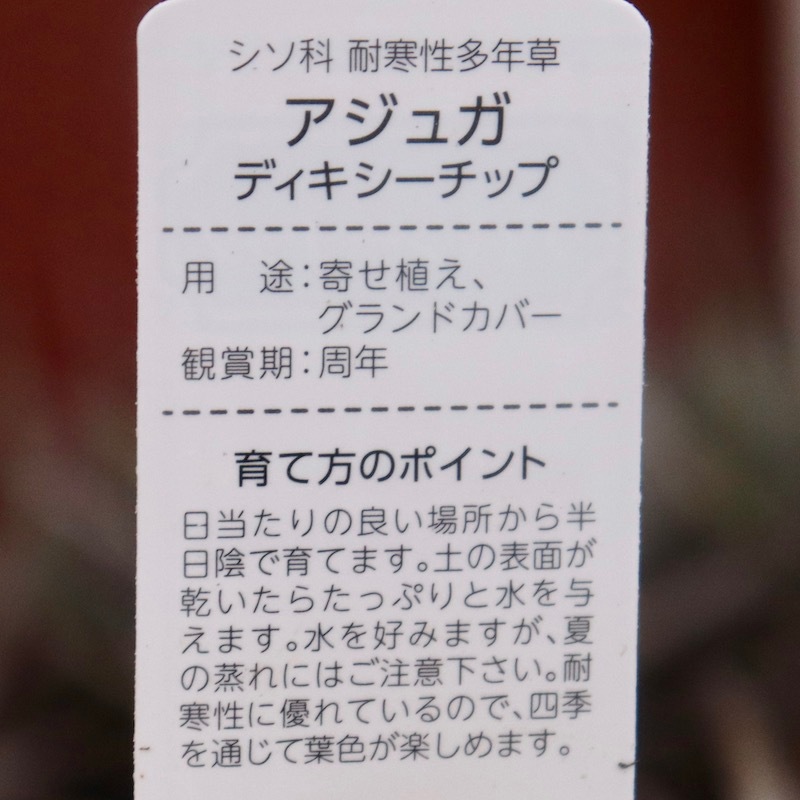 シソ科 耐寒性多年草
アジュガ
ディキシーチップ
用　途：寄せ植え、
グランドカバー
観賞期：周年
育て方のポイント
日当たりの良い場所から半
日陰で育てます。土の表面が
乾いたらたっぷりと水を与
えます。水を好みますが、夏
の蒸れにはご注意下さい。耐
寒性に優れているので、四季
を通じて葉色が楽しめます。